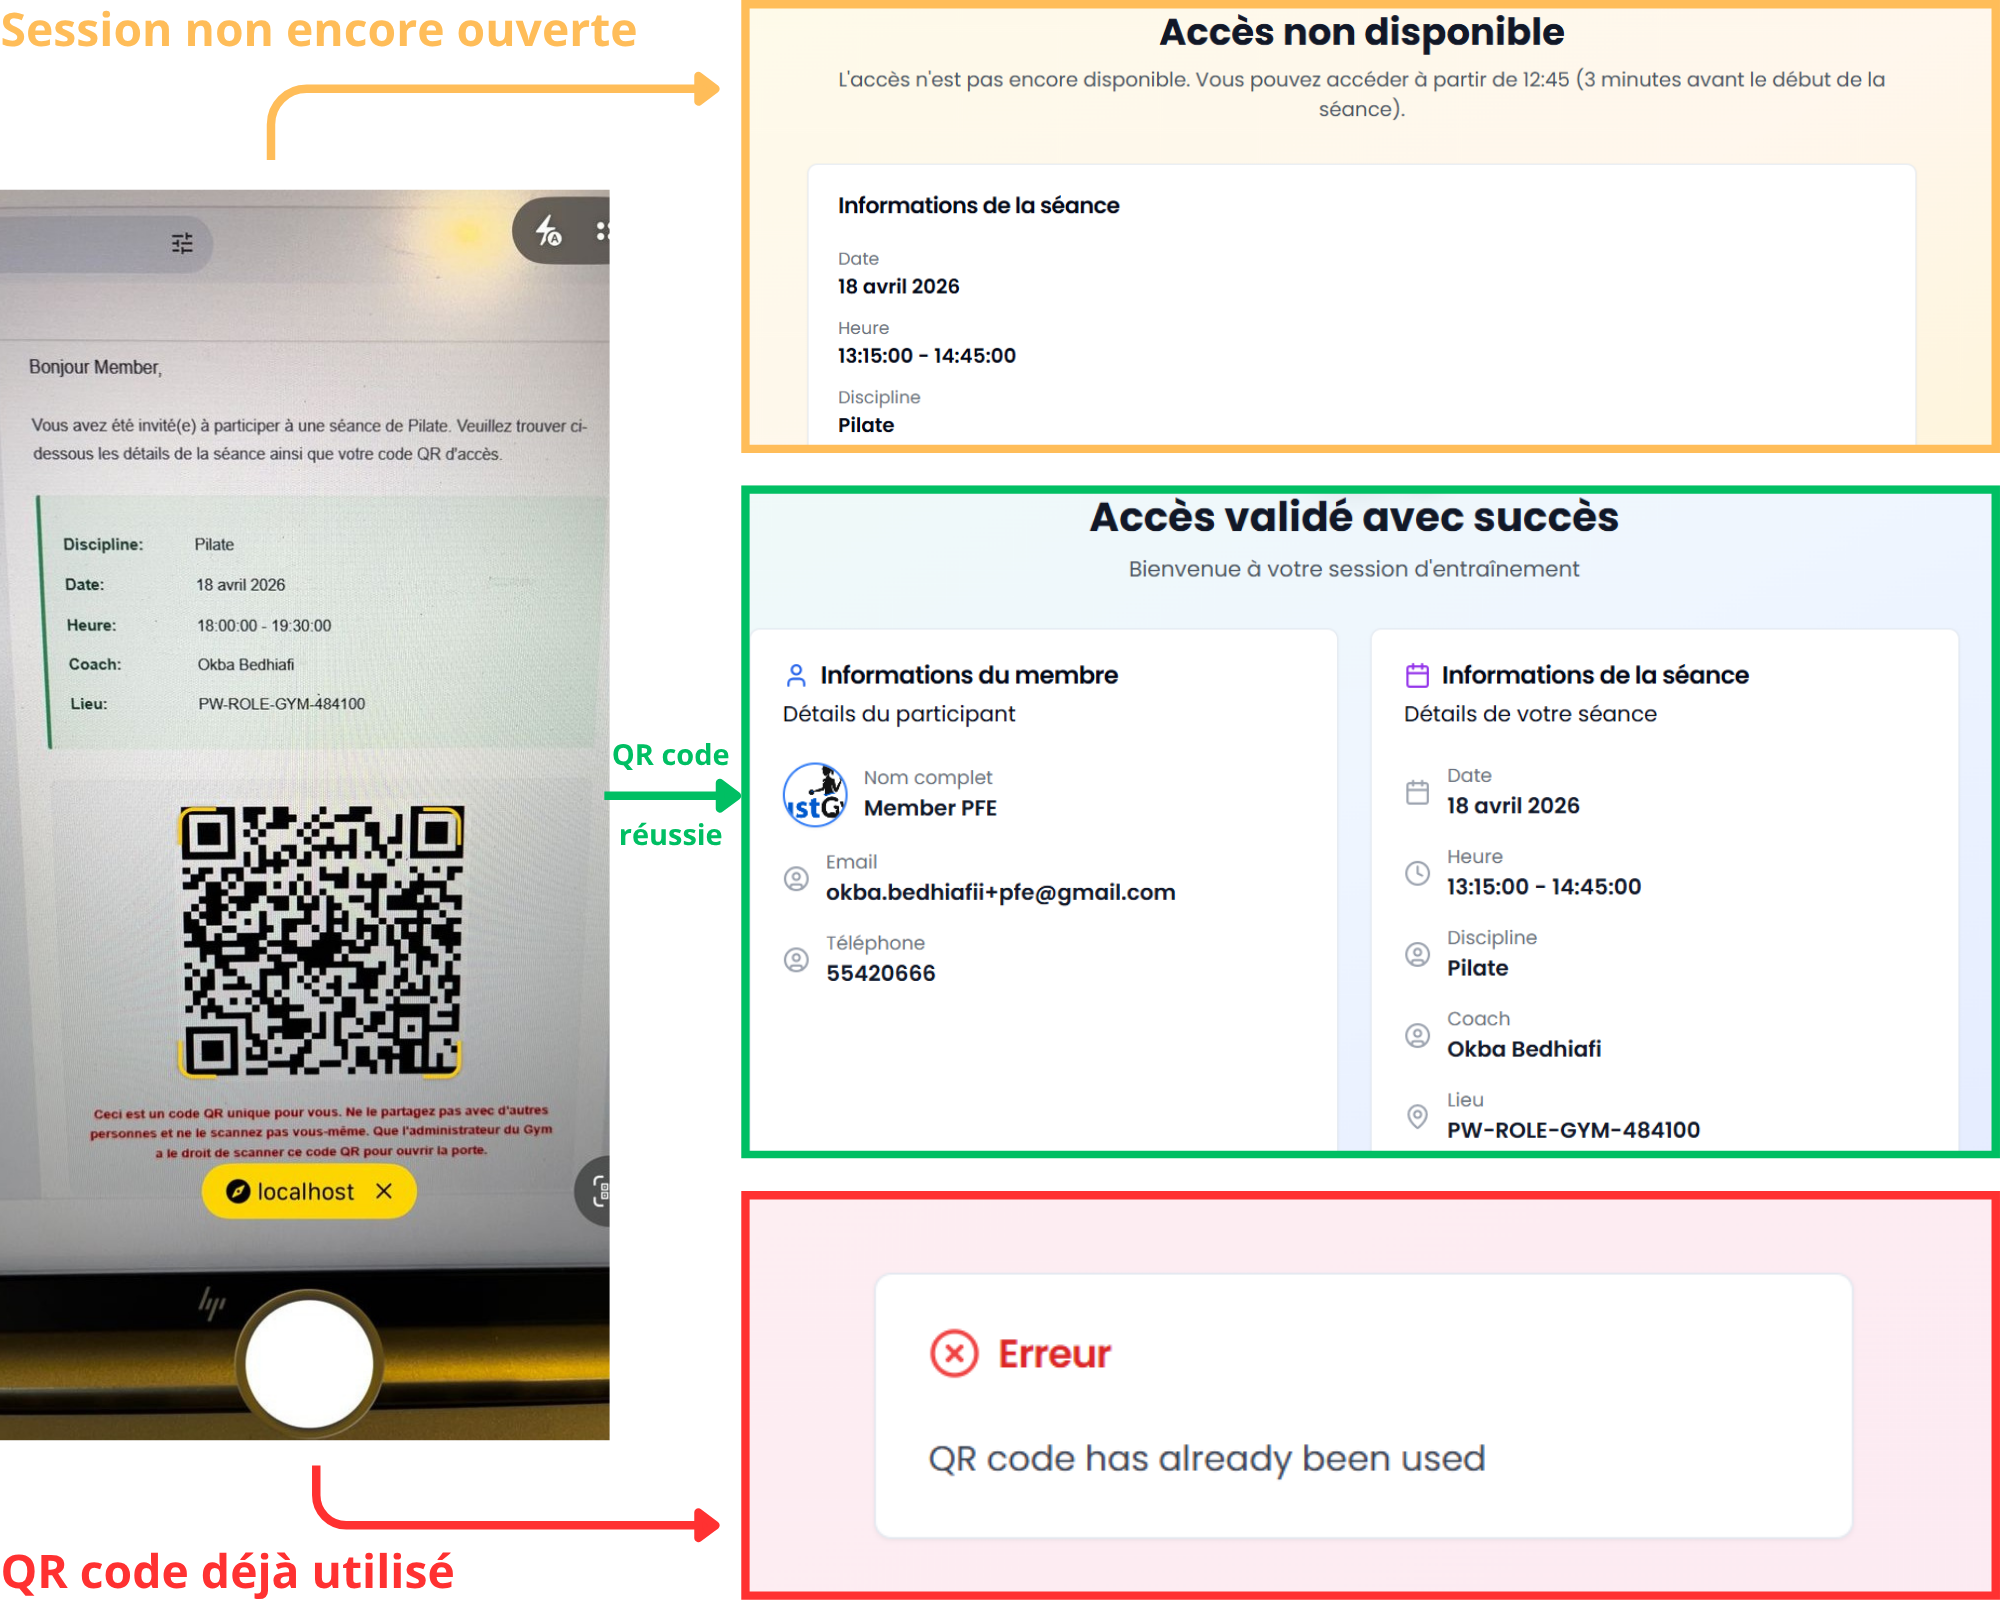 Session non encore ouverte
Bonjour Member,
Vous avez été invité(e) à participer à une séance de Pilate. Veuillez trouver ci-
dessous les détails de la séance ainsi que votre code QR d'accès.
Discipline: Pilate
Date: 18 avril 2026
Heure: 18:00:00 - 19:30:00
Coach: Okba Bedhiafi
Lieu: PW-ROLE-GYM-484100
Ceci est un code QR unique pour vous. Ne le partagez pas avec d'autres
personnes et ne le scannez pas vous-même. Que l'administrateur du Gym
a le droit de scanner ce code QR pour ouvrir la porte.
localhost
hp
QR code
réussie
QR code déjà utilisé
Accès non disponible
L'accès n'est pas encore disponible. Vous pouvez accéder à partir de 12:45 (3 minutes avant le début de la
séance).
Informations de la séance
Date
18 avril 2026
Heure
13:15:00 - 14:45:00
Discipline
Pilate
Accès validé avec succès
Bienvenue à votre session d'entraînement
Informations du membre
Détails du participant
stG
Nom complet
Member PFE
Email
okba.bedhiafii+pfe@gmail.com
Téléphone
55420666
Informations de la séance
Détails de votre séance
Date
18 avril 2026
Heure
13:15:00 - 14:45:00
Discipline
Pilate
Coach
Okba Bedhiafi
Lieu
PW-ROLE-GYM-484100
Erreur
QR code has already been used